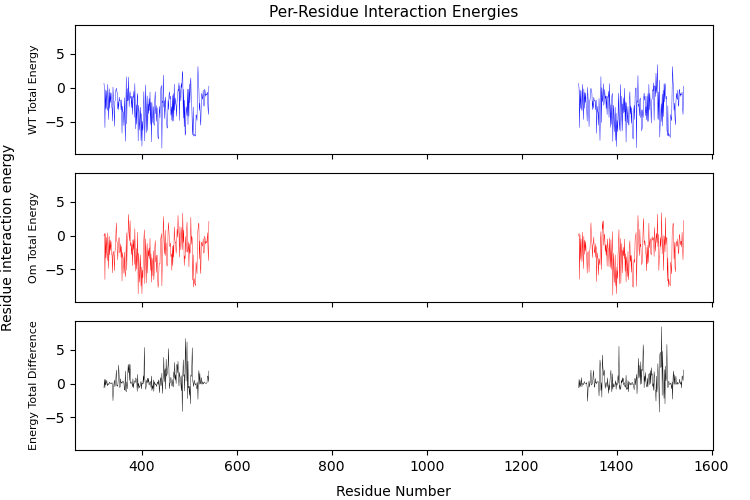 Per-Residue Interaction Energies
Residue interaction energy
WT Total Energy
5
0
−5
Om Total Energy
5
0
−5
Energy Total Difference
5
0
−5
400 600 800 1000 1200 1400 1600
Residue Number